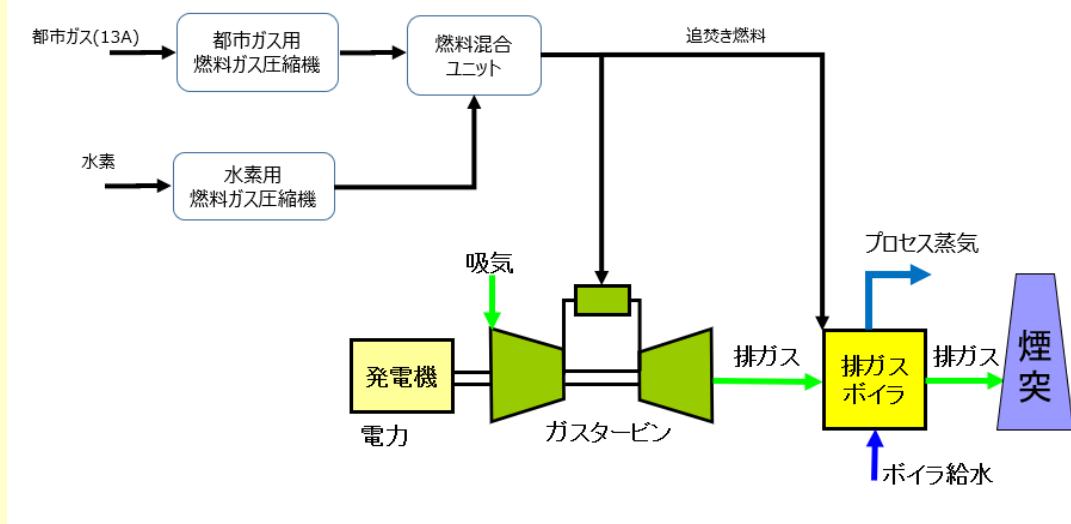 都市ガス(13A)
都市ガス用
燃料ガス圧縮機
燃料混合
ユニット
追焚き燃料
水素
水素用
燃料ガス圧縮機
プロセス蒸気
吸気
発電機
電力
ガスタービン
排ガス
排ガス
ボイラ
排ガス
煙
突
ボイラ給水